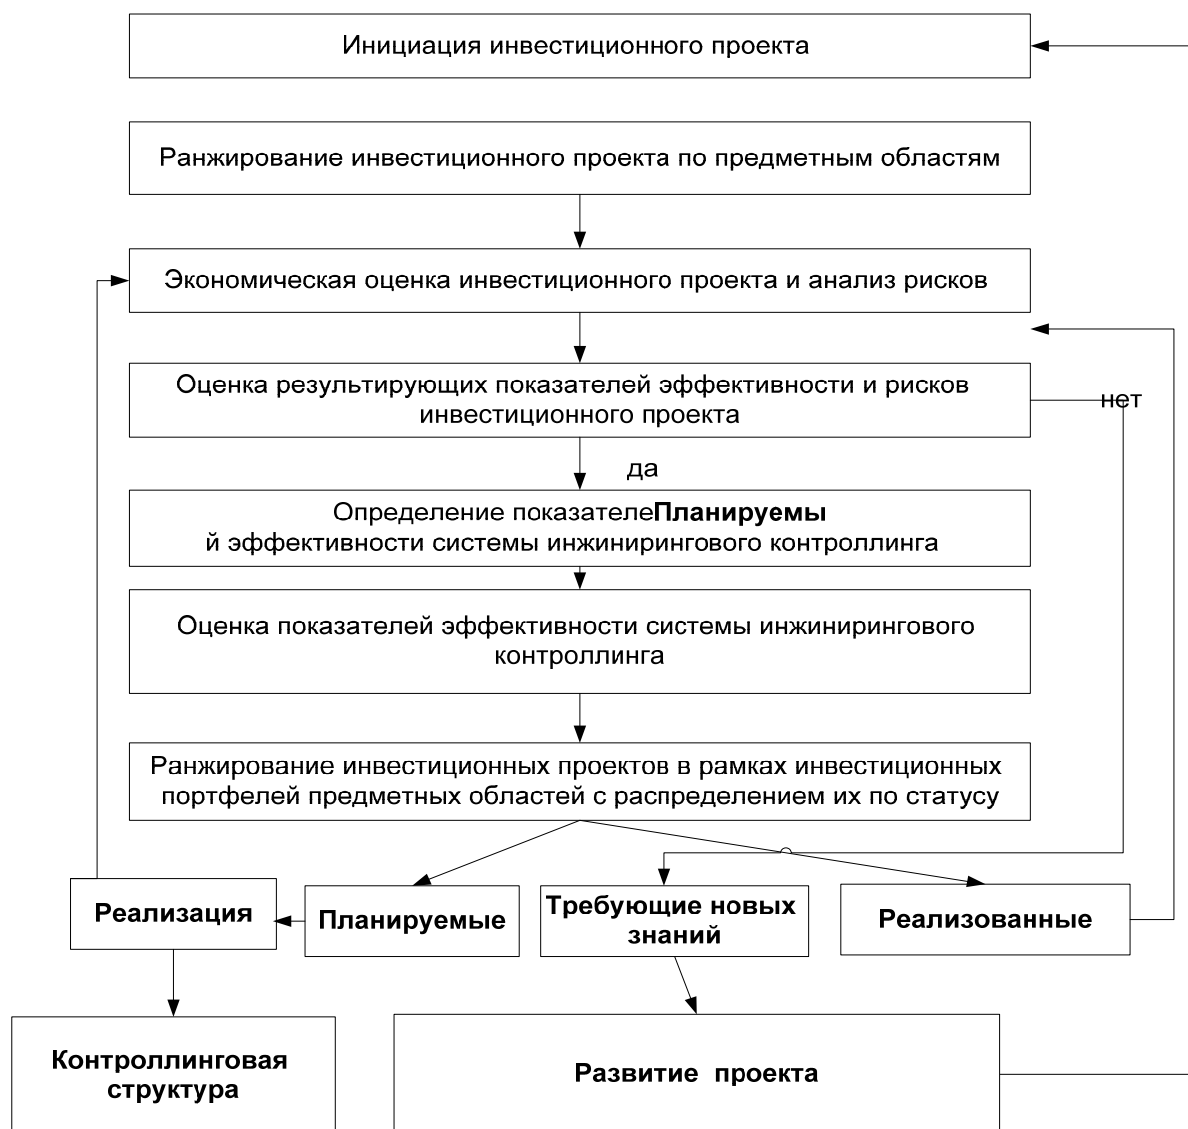 Инициация инвестиционного проекта
Ранжирование инвестиционного проекта по предметным областям
Экономическая оценка инвестиционного проекта и анализ рисков
Оценка результирующих показателей эффективности и рисков
инвестиционного проекта
нет
да
Определение показателеПланируемы
й эффективности системы инжинирингового контроллинга
Оценка показателей эффективности системы инжинирингового
контроллинга
Ранжирование инвестиционных проектов в рамках инвестиционных
портфелей предметных областей с распределением их по статусу
Реализация
Планируемые
Требующие новых
знаний
Реализованные
Контроллинговая
структура
Развитие проекта